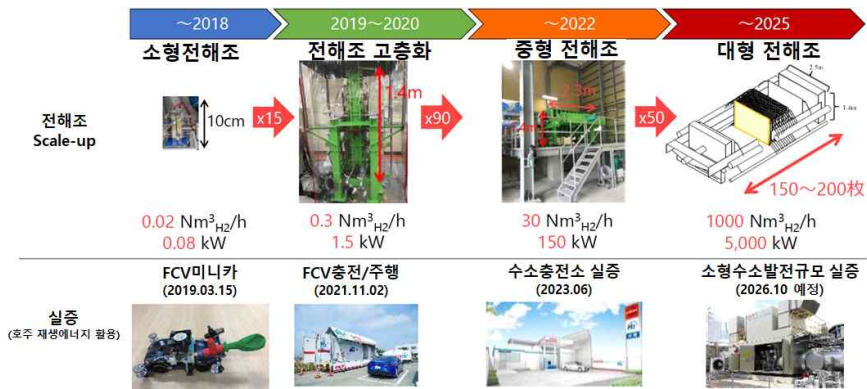 ～2018
2019～2020
～2022
～2025
소형전해조
전해조 고층화
중형 전해조
대형 전해조
전해조
Scale-up
10cm
x15
1.4m
x90
2.3m
x50
150～200枚
0.02 Nm³H2/h
0.08 kW
0.3 Nm³H2/h
1.5 kW
30 Nm³H2/h
150 kW
1000 Nm³H2/h
5,000 kW
실증
(호주 재생에너지 활용)
FCV미니카
(2019.03.15)
FCV충전/주행
(2021.11.02)
수소충전소 실증
(2023.06)
소형수소발전규모 실증
(2026.10 예정)